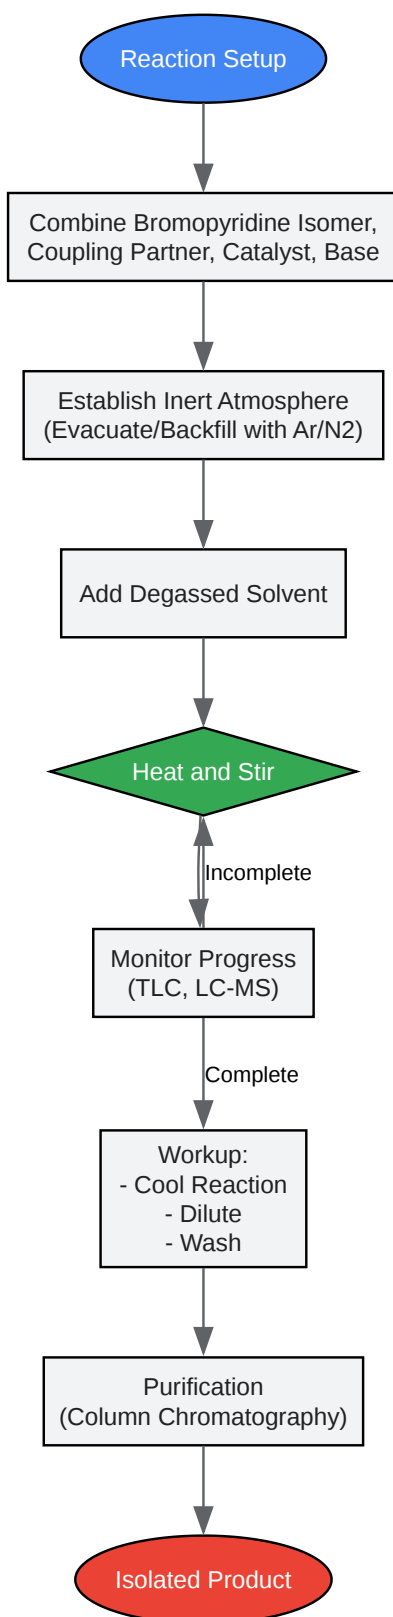 Reaction Setup
Combine Bromopyridine Isomer,
Coupling Partner, Catalyst, Base
Establish Inert Atmosphere
(Evacuate/Backfill with Ar/N2)
Add Degassed Solvent
Heat and Stir
Incomplete
Monitor Progress
(TLC, LC-MS)
Complete
Workup:
- Cool Reaction
- Dilute
- Wash
Purification
(Column Chromatography)
Isolated Product